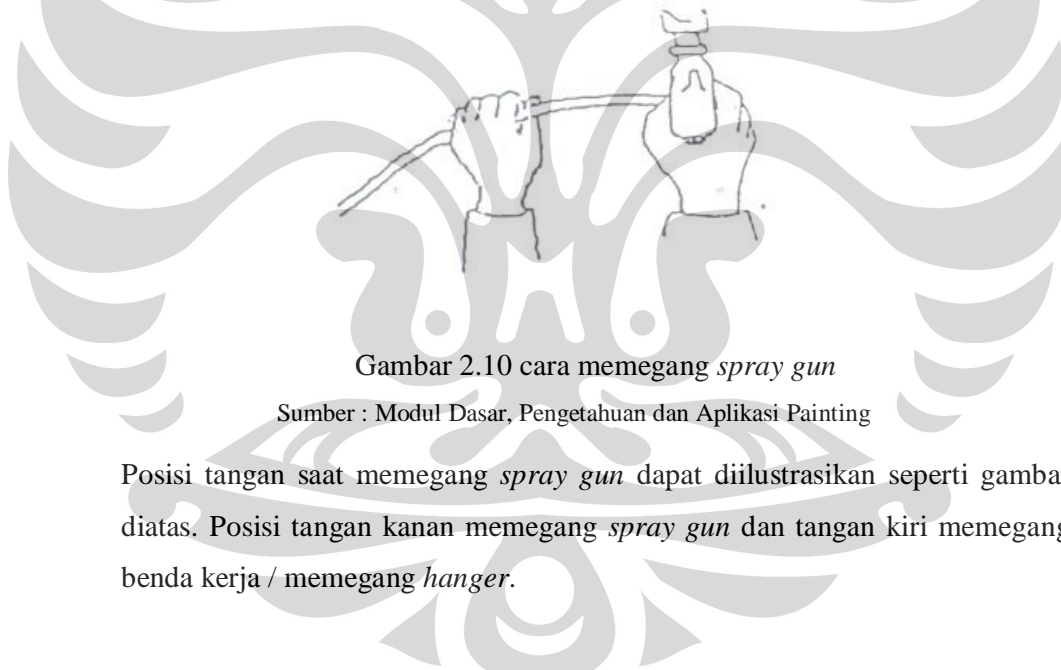 Gambar 2.10 cara memegang spray gun
Sumber : Modul Dasar, Pengetahuan dan Aplikasi Painting
Posisi tangan saat memegang spray gun dapat diilustrasikan seperti gamba
diatas. Posisi tangan kanan memegang spray gun dan tangan kiri memegang
benda kerja / memegang hanger.